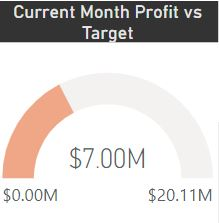 Current Month Profit vs
Target
$7.00M
$0.00M $20.11M